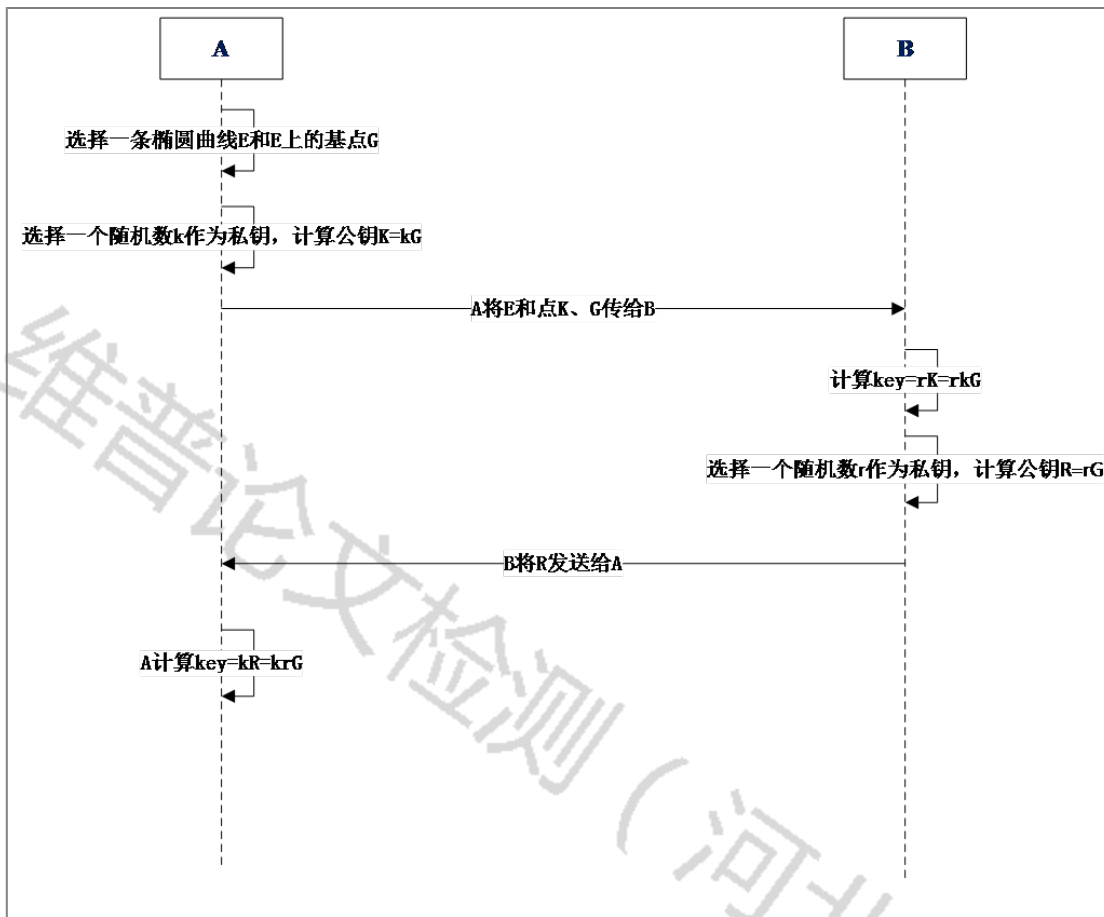 A
B
选择一条椭圆曲线E和E上的基点G
选择一个随机数k作为私钥，计算公钥K=kG
A将E和点K、G传给B
计算key=rK=rkG
选择一个随机数r作为私钥，计算公钥R=rG
B将R发送给A
A计算key=kR=krG
维普论文检测（河北